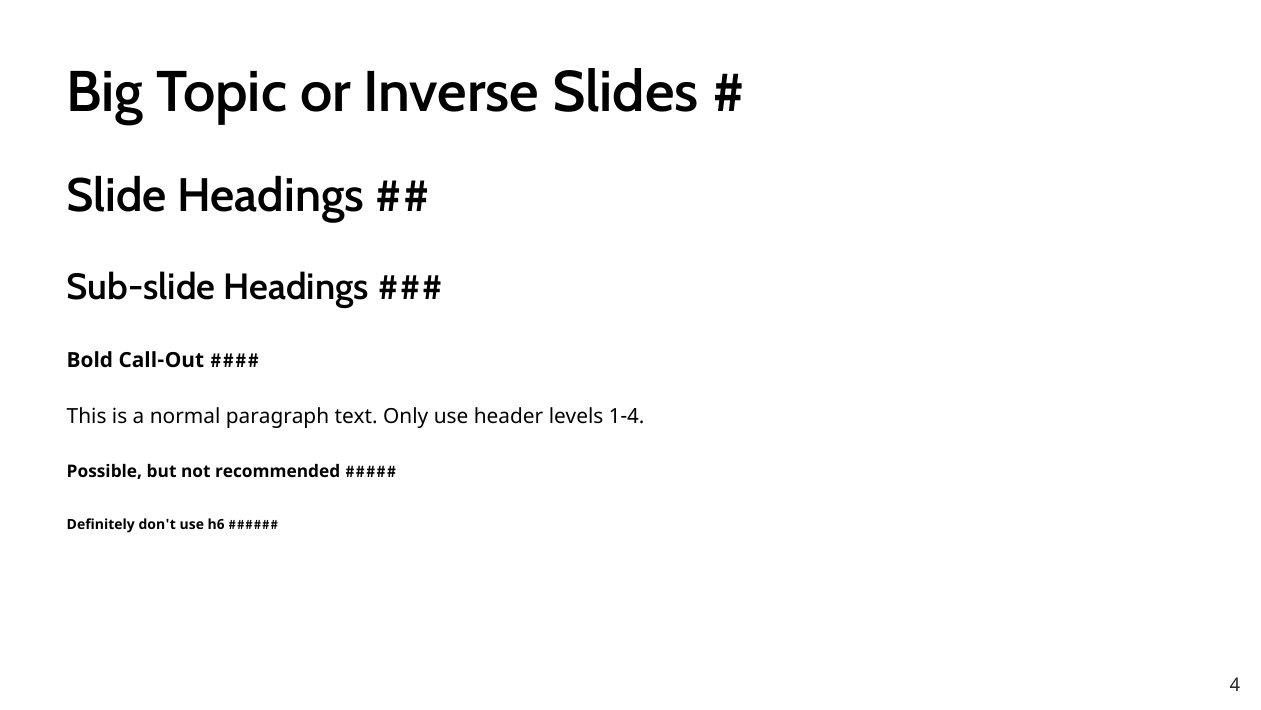 Big Topic or Inverse Slides #
Slide Headings ##
Sub-slide Headings ###
Bold Call-Out ####
This is a normal paragraph text. Only use header levels 1-4.
Possible, but not recommended #####
Definitely don't use h6 ######
4